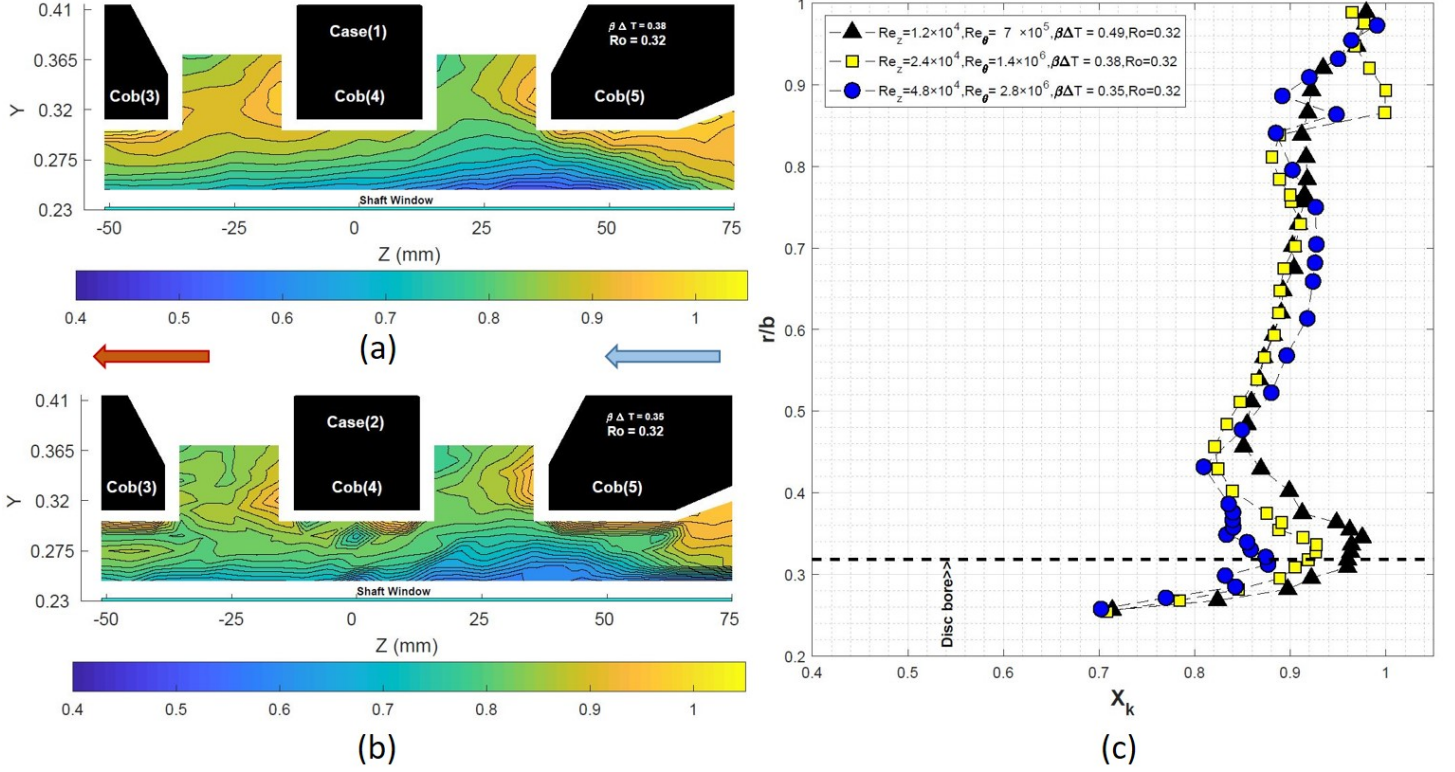 0.41
0.365
0.32
0.275
0.23
Y
Case(1)
β Δ T = 0.38
Ro = 0.32
Cob(3)
Cob(4)
Cob(5)
Shaft Window
-50
-25
0
25
50
75
Z (mm)
0.4
0.5
0.6
0.7
0.8
0.9
1
(a)
0.41
0.365
0.32
0.275
0.23
Y
Case(2)
β Δ T = 0.35
Ro = 0.32
Cob(3)
Cob(4)
Cob(5)
Shaft Window
-50
-25
0
25
50
75
Z (mm)
0.4
0.5
0.6
0.7
0.8
0.9
1
(b)
1
0.9
0.8
0.7
0.6
0.5
0.4
0.3
0.2
r/b
Re_z=1.2×10^4,Re_θ= 7 ×10^5,βΔT = 0.49,Ro=0.32
Re_z=2.4×10^4,Re_θ=1.4×10^6,βΔT = 0.38,Ro=0.32
Re_z=4.8×10^4,Re_θ= 2.8×10^6,βΔT = 0.35,Ro=0.32
Disc bore>>
0.4
0.5
0.6
0.7
0.8
0.9
1
X_k
(c)